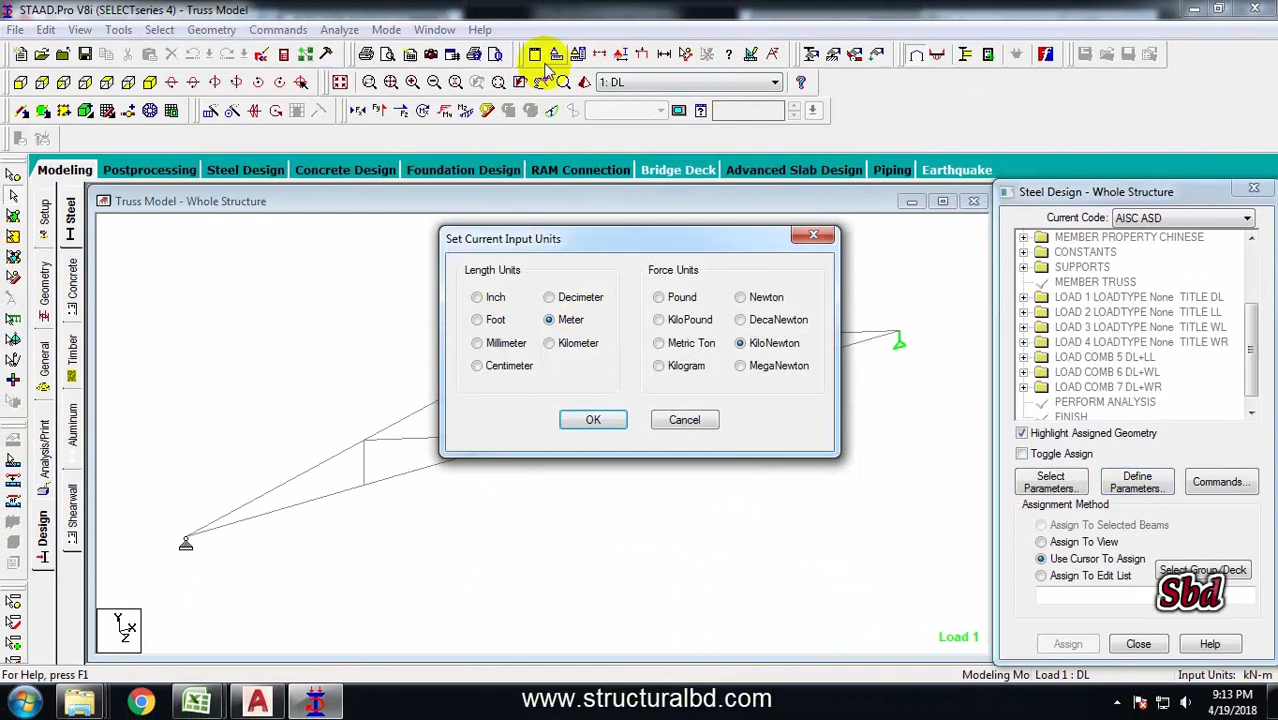 STAAD.Pro V8i (SELECTseries 4) - Truss Model
File Edit View Tools Select Geometry Commands Analyze Mode Window Help
1: DL
Modeling Postprocessing Steel Design Concrete Design Foundation Design RAM Connection Bridge Deck Advanced Slab Design Piping Earthquake
Setup
Geometry
General
Analysis/Print
Design
Steel
Concrete
Timber
Aluminum
Shearwall
Truss Model - Whole Structure
Set Current Input Units
Length Units Force Units
Inch Decimeter Pound Newton
Foot Meter KiloPound DecaNewton
Millimeter Kilometer Metric Ton KiloNewton
Centimeter Kilogram MegaNewton
OK Cancel
Y
X
Z
Load 1
Steel Design - Whole Structure
Current Code: AISC ASD
MEMBER PROPERTY CHINESE
CONSTANTS
SUPPORTS
MEMBER TRUSS
LOAD 1 LOADTYPE None TITLE DL
LOAD 2 LOADTYPE None TITLE LL
LOAD 3 LOADTYPE None TITLE WL
LOAD 4 LOADTYPE None TITLE WR
LOAD COMB 5 DL+LL
LOAD COMB 6 DL+WL
LOAD COMB 7 DL+WR
PERFORM ANALYSIS
FINISH
Highlight Assigned Geometry
Toggle Assign
Select Parameters.. Define Parameters.. Commands...
Assignment Method
Assign To Selected Beams
Assign To View
Use Cursor To Assign
Select Group/Deck
Assign To Edit List
Sbd
Assign Close Help
For Help, press F1
Modeling Mo Load 1 : DL Input Units: kN-m
www.structuralbd.com
9:13 PM
4/19/2018